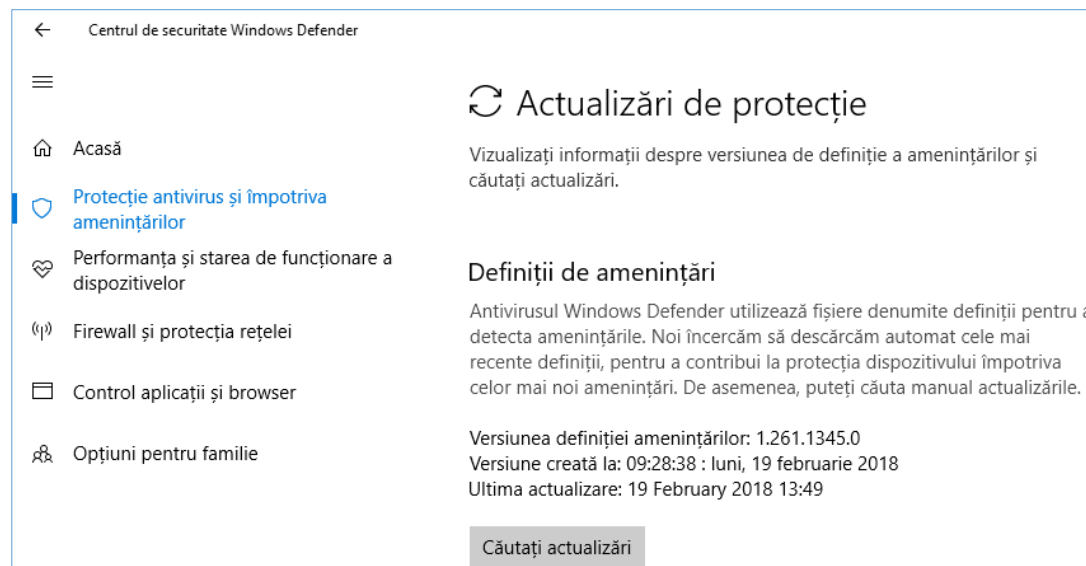 Centrul de securitate Windows Defender
Acasă
Protecție antivirus și împotriva
amenințărilor
Performanța și starea de funcționare a
dispozitivelor
Firewall și protecția rețelei
Control aplicații și browser
Opțiuni pentru familie
Actualizări de protecție
Vizualizați informații despre versiunea de definiție a amenințărilor și
căutați actualizări.
Definiții de amenințări
Antivirusul Windows Defender utilizează fișiere denumite definiții pentru a
detecta amenințările. Noi încercăm să descărcăm automat cele mai
recente definiții, pentru a contribui la protecția dispozitivului împotriva
celor mai noi amenințări. De asemenea, puteți căuta manual actualizările.
Versiunea definiției amenințărilor: 1.261.1345.0
Versiune creată la: 09:28:38 : luni, 19 februarie 2018
Ultima actualizare: 19 February 2018 13:49
Căutați actualizări